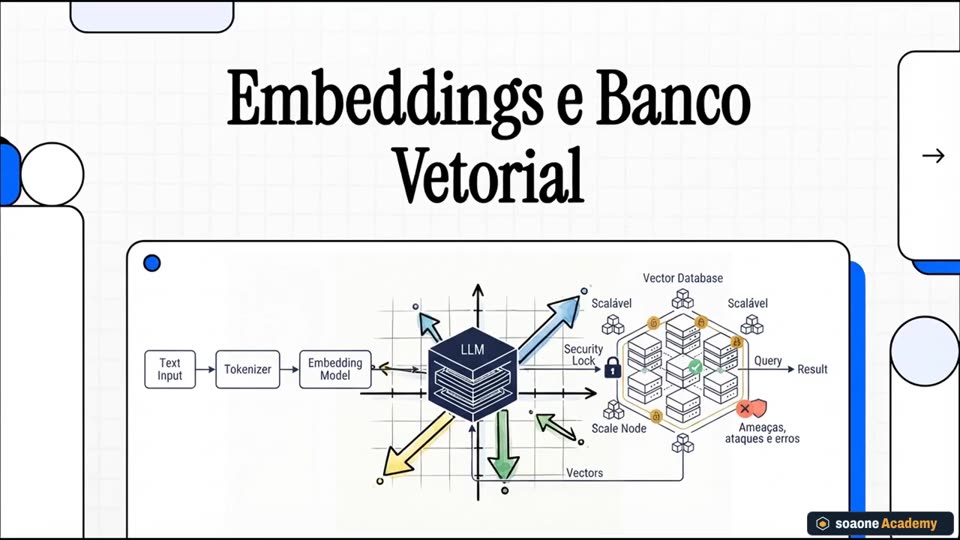 Embeddings e Banco
Vetorial
Vector Database
Scalável
Scalável
LLM
Security
Lock
Text
Input
Tokenizer
Embedding
Model
Query
Result
Scale Node
Ameaças,
ataques e erros
Vectors
soaone Academy